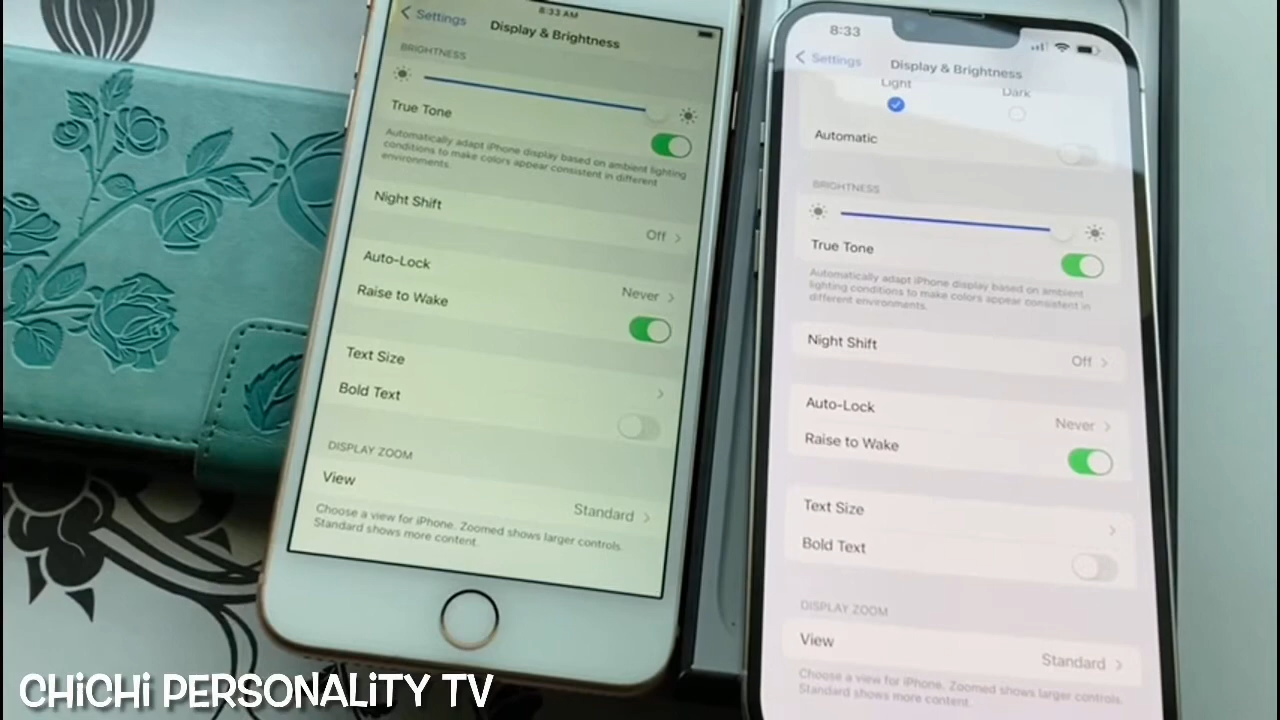 8:33 AM
Settings
Display & Brightness
BRIGHTNESS
True Tone
Automatically adapt iPhone display based on ambient lighting
conditions to make colors appear consistent in different
environments.
Night Shift
Off
Auto-Lock
Never
Raise to Wake
Text Size
Bold Text
DISPLAY ZOOM
View
Standard
Choose a view for iPhone. Zoomed shows larger controls.
Standard shows more content.
8:33
Settings
Display & Brightness
Light
Dark
Automatic
BRIGHTNESS
True Tone
Automatically adapt iPhone display based on ambient
lighting conditions to make colors appear consistent in
different environments.
Night Shift
Off
Auto-Lock
Never
Raise to Wake
Text Size
Bold Text
DISPLAY ZOOM
View
Standard
Choose a view for iPhone. Zoomed shows larger controls.
Standard shows more content.
CHiCHi PERSONALiTY TV